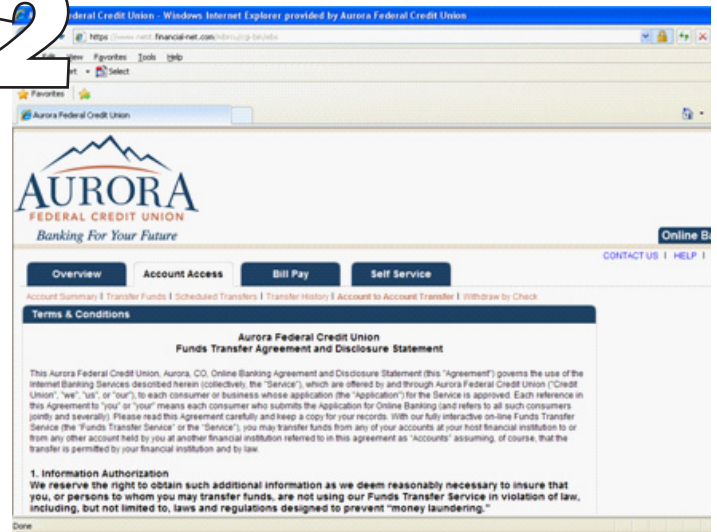 2
ederal Credit Union - Windows Internet Explorer provided by Aurora Federal Credit Union
https://www. financial-net.com
View Favorites Tools Help
Select
Favorites
Aurora Federal Credit Union
AURORA
FEDERAL CREDIT UNION
Banking For Your Future
Online Ba
CONTACT US | HELP |
Overview Account Access Bill Pay Self Service
Account Summary | Transfer Funds | Scheduled Transfers | Transfer History | Account to Account Transfer | Withdraw by Check
Terms & Conditions
Aurora Federal Credit Union
Funds Transfer Agreement and Disclosure Statement
This Aurora Federal Credit Union, Aurora, CO, Online Banking Agreement and Disclosure Statement (this "Agreement") governs the use of the
Internet Banking Services described herein (collectively, the "Service"), which are offered by and through Aurora Federal Credit Union ("Credit
Union", "we", "us", or "our"), to each consumer or business whose application (the "Application") for the Service is approved. Each reference in
this Agreement to "you" or "your" means each consumer who submits the Application for Online Banking (and refers to all such consumers
jointly and severally). Please read this Agreement carefully and keep a copy for your records. With our fully interactive on-line Funds Transfer
Service (the "Funds Transfer Service" or the "Service"), you may transfer funds from any of your accounts at your host financial institution to or
from any other account held by you at another financial institution referred to in this agreement as "Accounts" assuming, of course, that the
transfer is permitted by your financial institution and by law.
1. Information Authorization
We reserve the right to obtain such additional information as we deem reasonably necessary to insure that
you, or persons to whom you may transfer funds, are not using our Funds Transfer Service in violation of law,
including, but not limited to, laws and regulations designed to prevent "money laundering."
Done